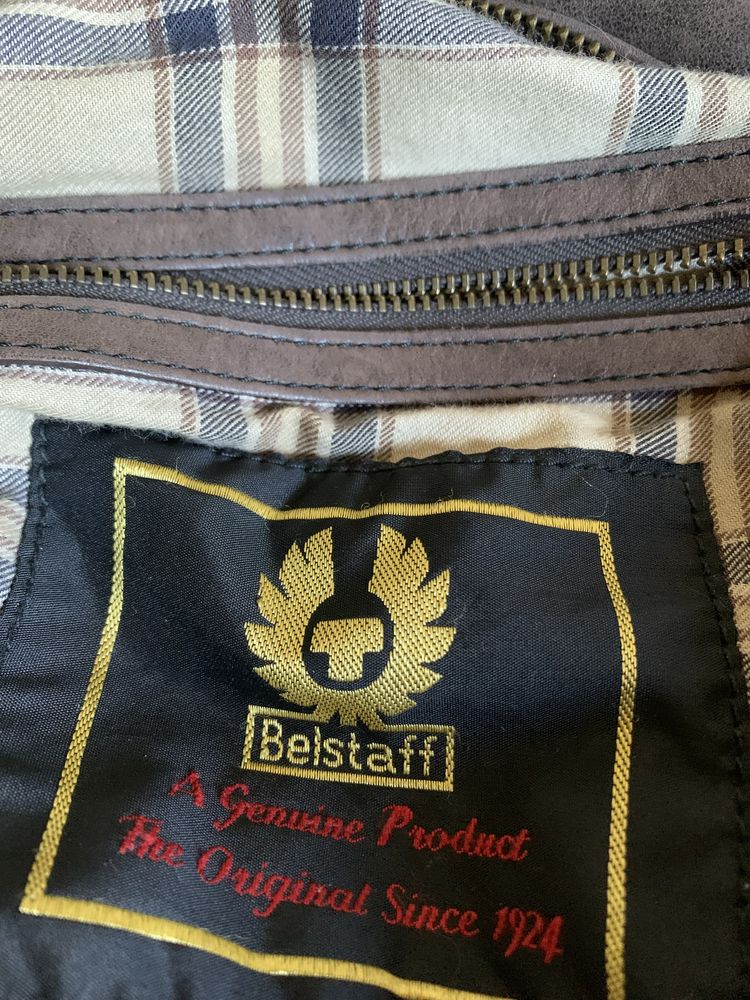 Belstaff
A Genuine Product
The Original Since 1924